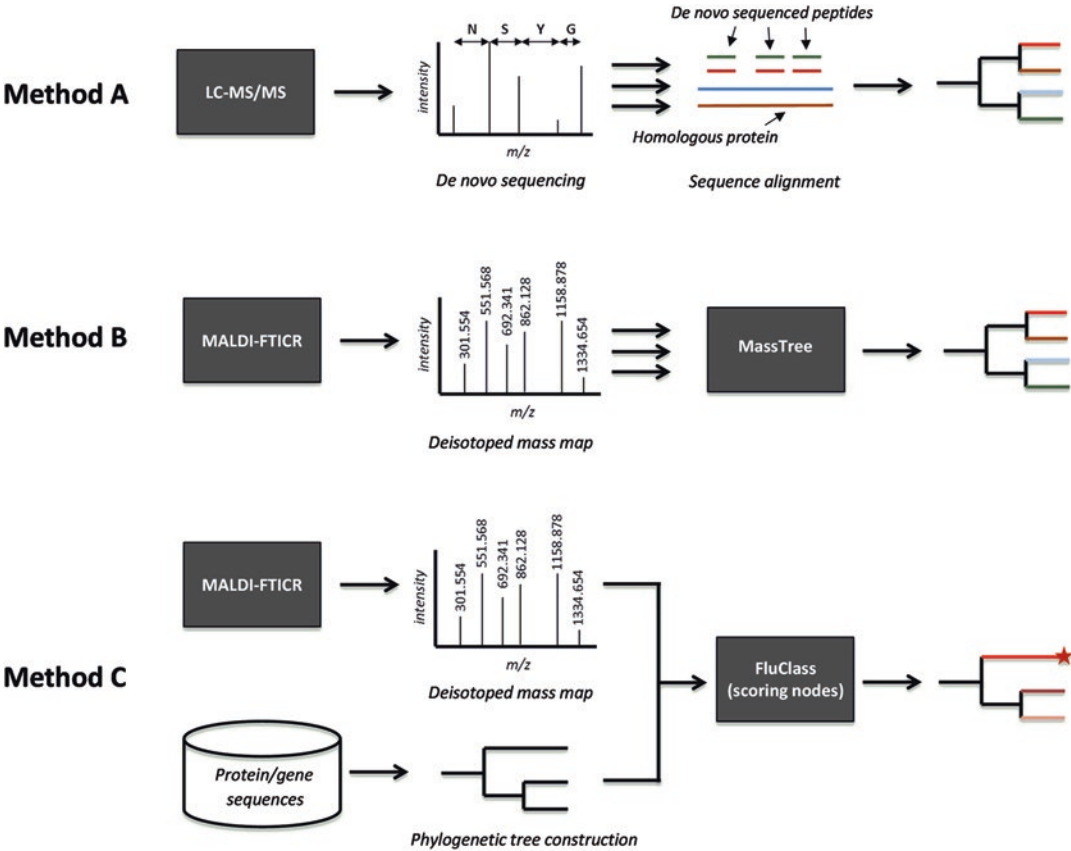 De novo sequenced peptides
N S Y G
Method A
LC-MS/MS
intensity
m/z
De novo sequencing
Homologous protein
Sequence alignment
Method B
MALDI-FTICR
intensity
301.554
551.568
692.341
862.128
1158.878
1334.654
m/z
Deisotoped mass map
MassTree
Method C
MALDI-FTICR
intensity
301.554
551.568
692.341
862.128
1158.878
1334.654
m/z
Deisotoped mass map
FluClass
(scoring nodes)
Protein/gene
sequences
Phylogenetic tree construction